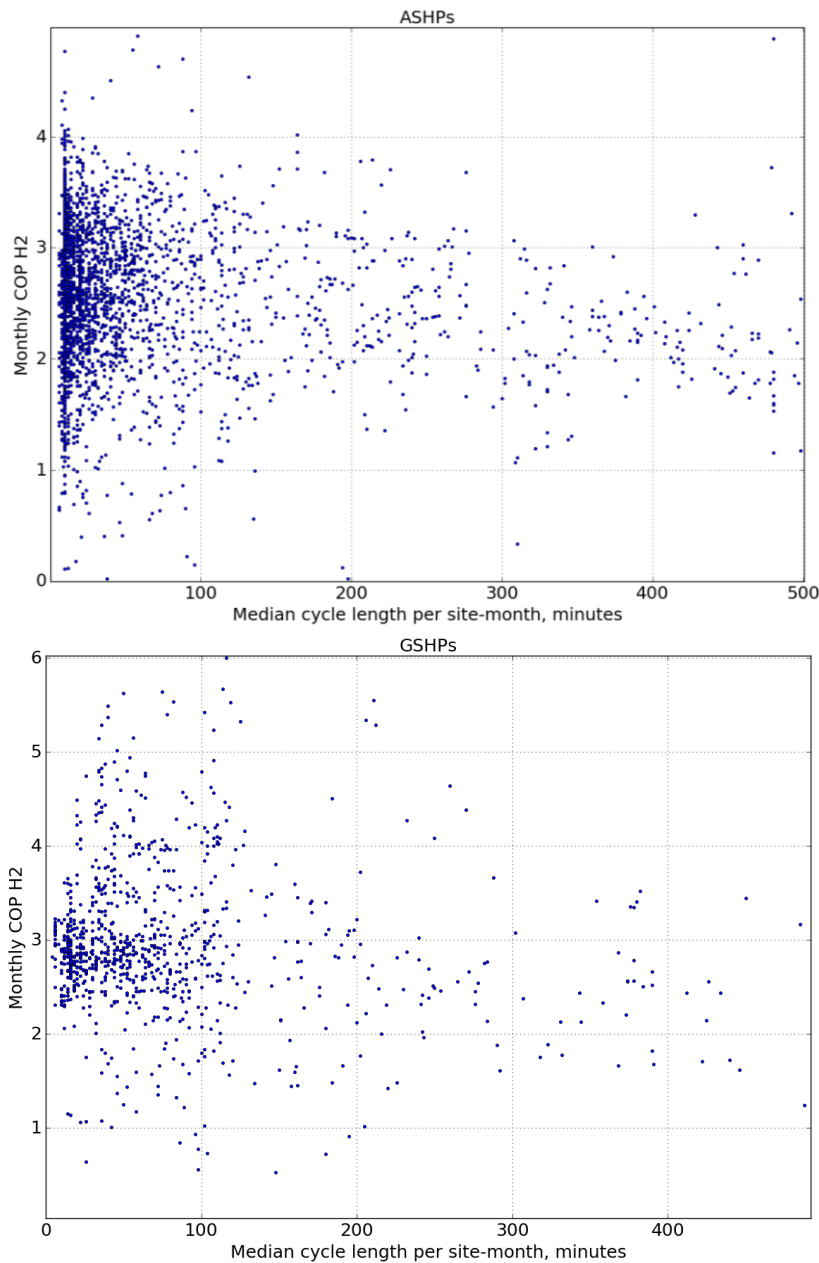 ASHPs
4
3
2
1
0
Monthly COP H2
100 200 300 400 500
Median cycle length per site-month, minutes
GSHPs
6
5
4
3
2
1
Monthly COP H2
0 100 200 300 400
Median cycle length per site-month, minutes